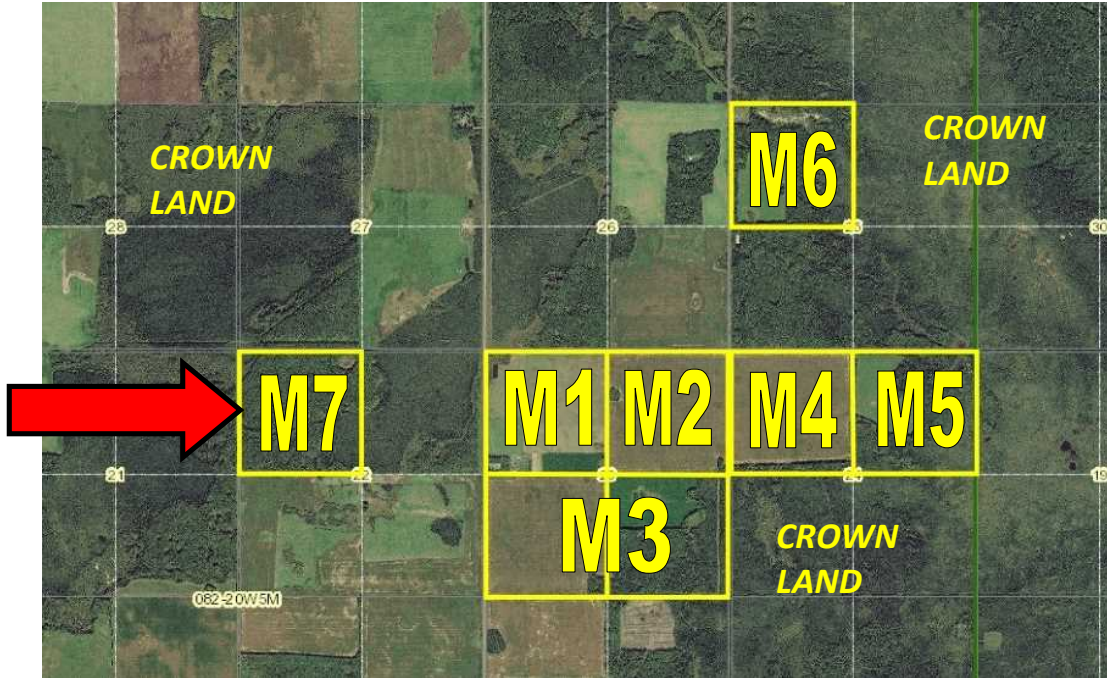 CROWN
LAND
M6
CROWN
LAND
28
27
26
25
30
M7
M1
M2
M4
M5
21
22
23
24
19
M3
CROWN
LAND
082-20W5M